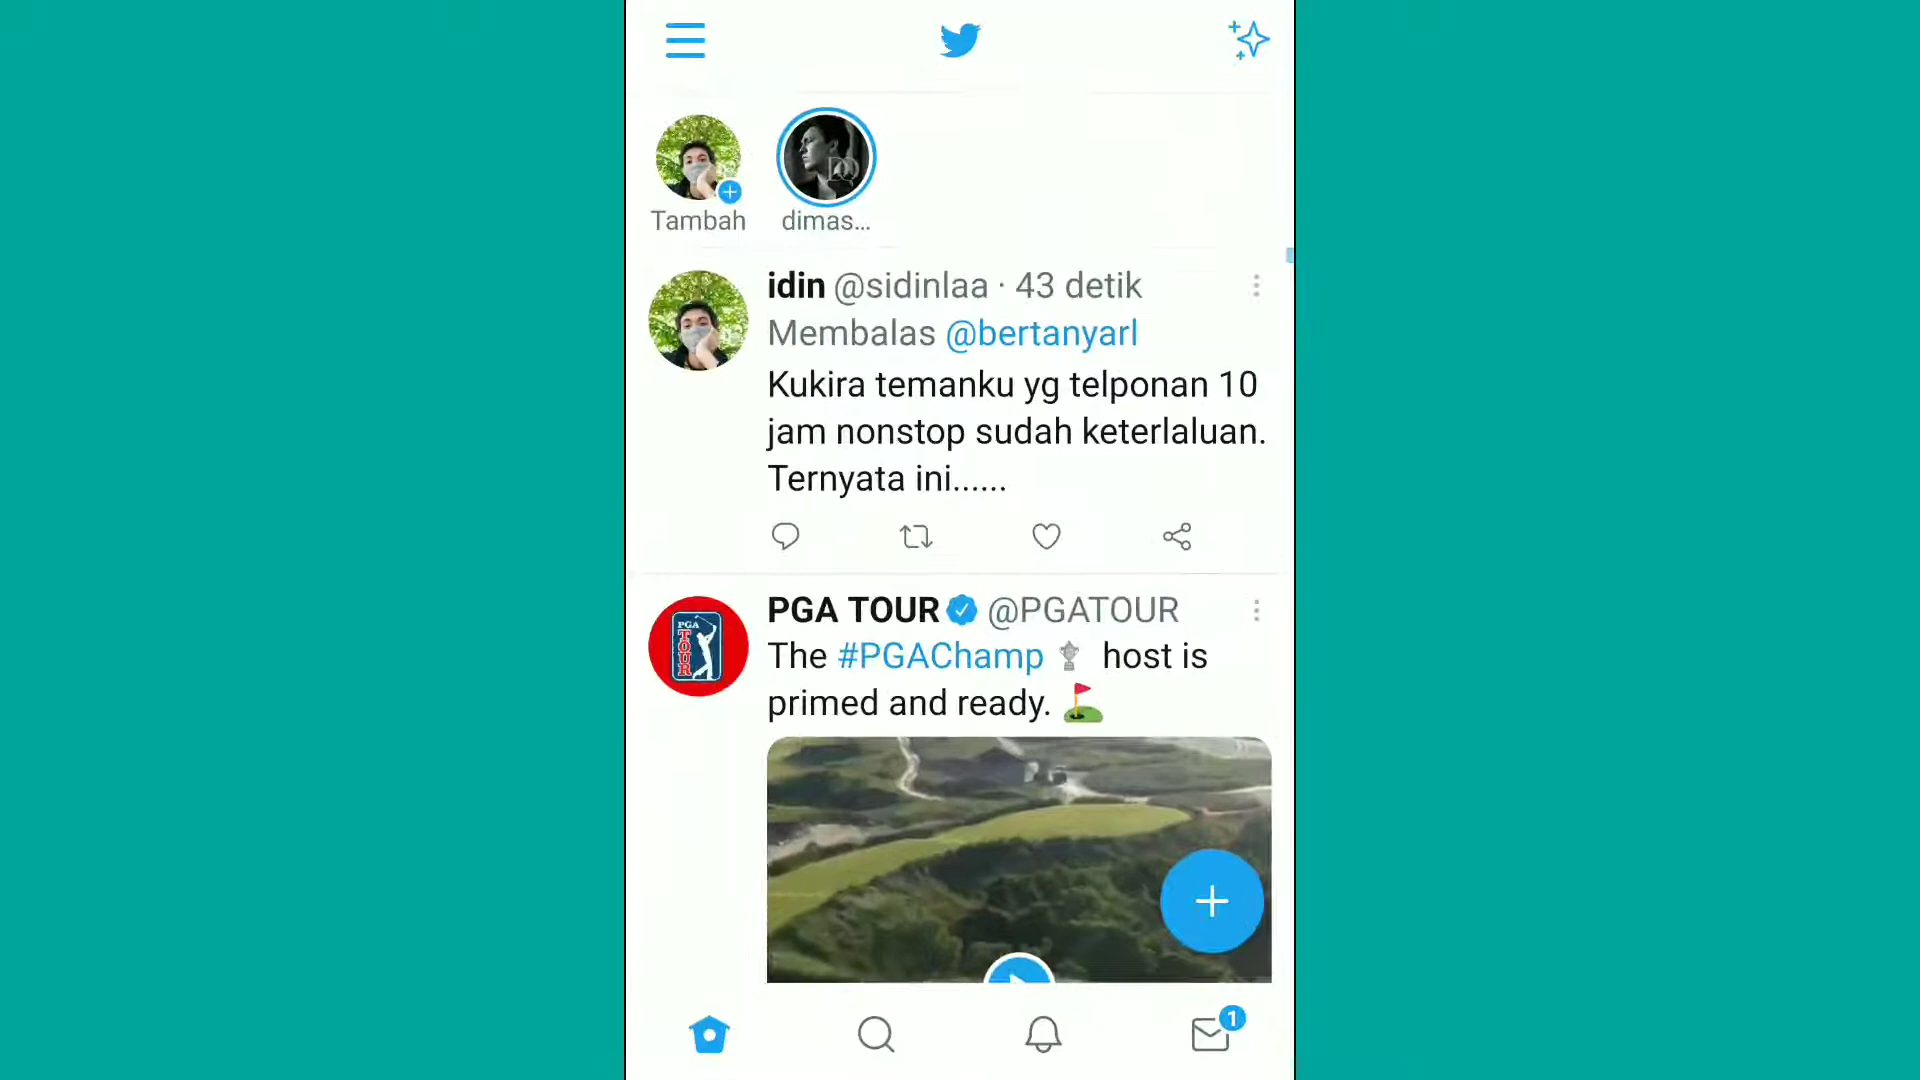 Tambah
dimas...
idin @sidinlaa · 43 detik
Membalas @bertanyarl
Kukira temanku yg telponan 10
jam nonstop sudah keterlaluan.
Ternyata ini......
PGA TOUR @PGATOUR
PGA
TOUR
The #PGAChamp 🏆 host is
primed and ready. ⛳
1